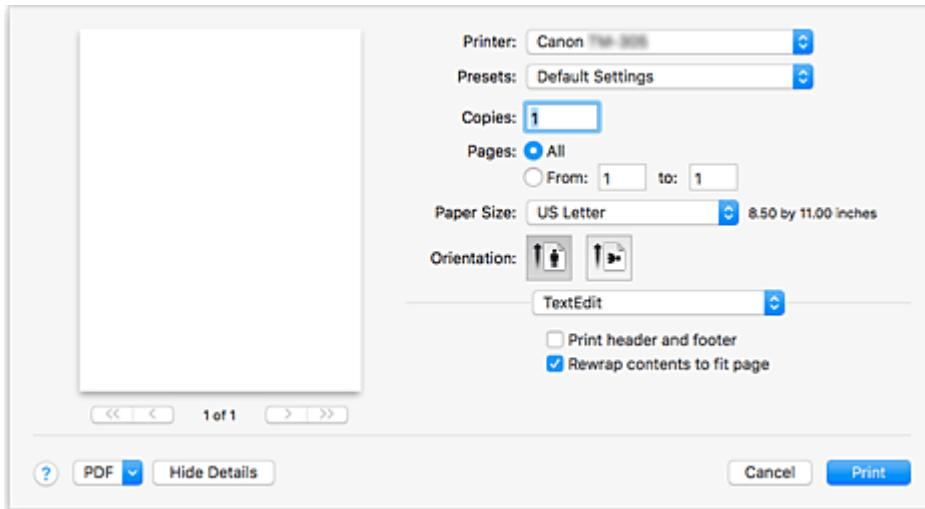 Printer: Canon
Presets: Default Settings
Copies: 1
Pages: All
From: 1 to: 1
Paper Size: US Letter 8.50 by 11.00 inches
Orientation:
TextEdit
Print header and footer
Rewrap contents to fit page
<< < 1 of 1 > >>
? PDF Hide Details Cancel Print